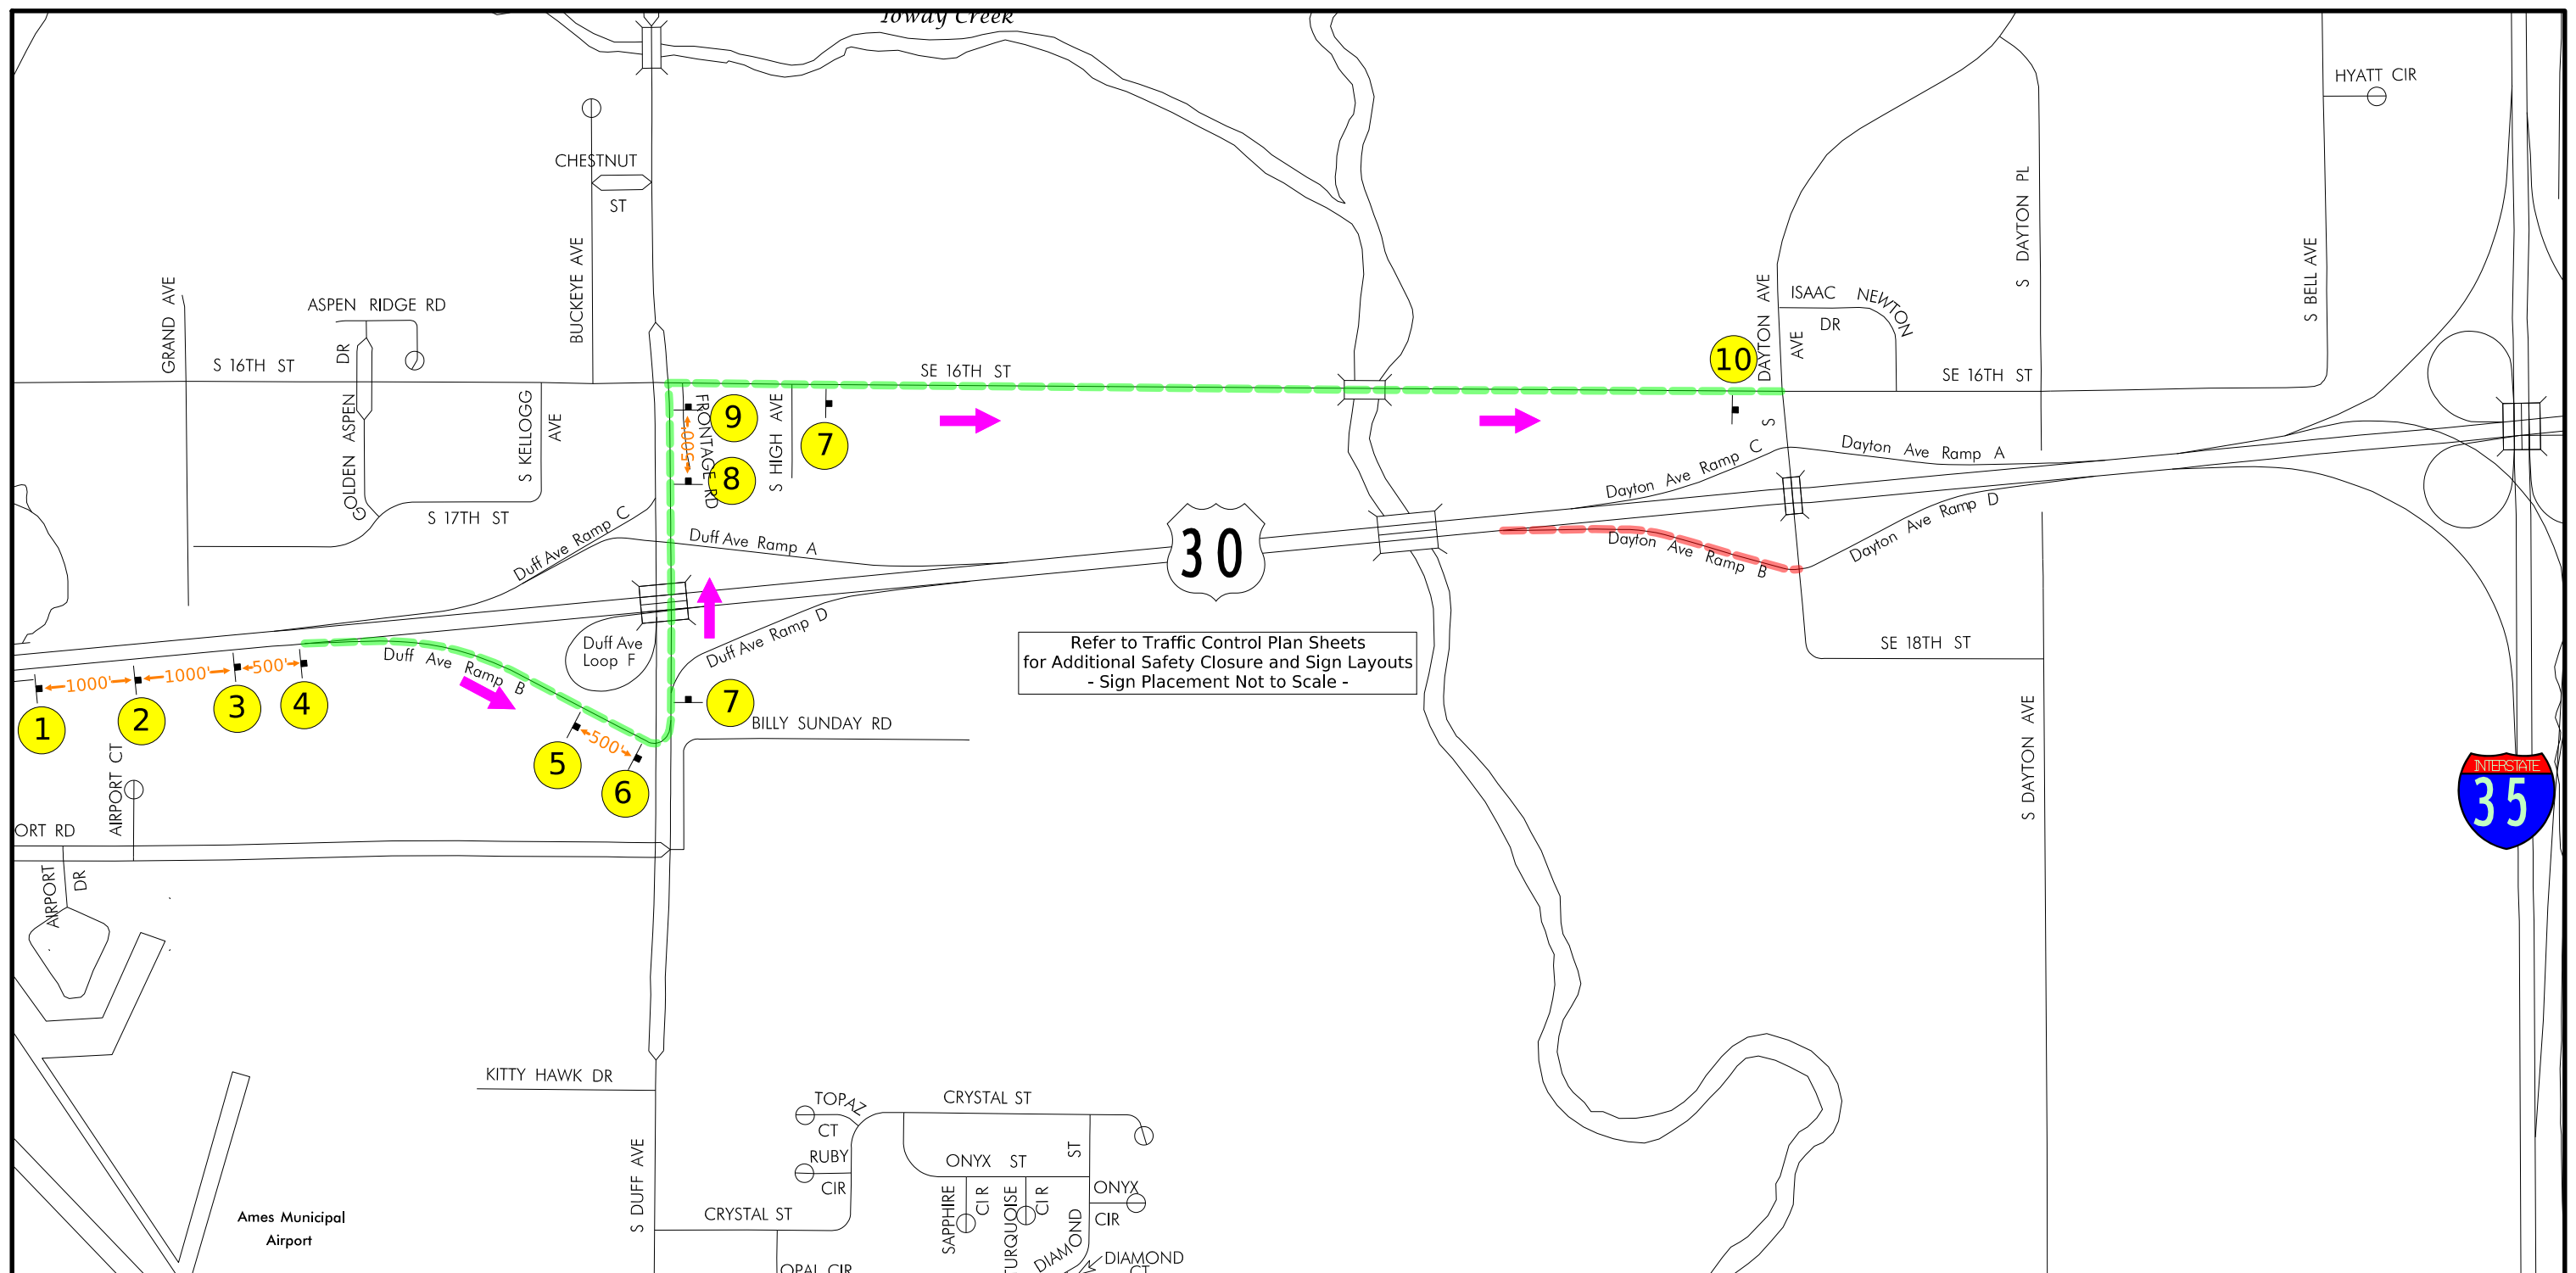 Ioway Creek
HYATT CIR
CHESTNUT
ST
BUCKEYE AVE
S DAYTON PL
S BELL AVE
GRAND AVE
ASPEN RIDGE RD
DR
GOLDEN ASPEN
S 16TH ST
S KELLOGG
AVE
S 17TH ST
SE 16TH ST
FRONTAGE RD
S HIGH AVE
9
500'
8
7
10
S DAYTON AVE
AVE
ISAAC NEWTON
DR
SE 16TH ST
Dayton Ave Ramp C
Dayton Ave Ramp A
Dayton Ave Ramp B
Dayton Ave Ramp D
Duff Ave Ramp C
Duff Ave Ramp A
30
Duff Ave
Loop F
Duff Ave Ramp D
Duff Ave Ramp B
Refer to Traffic Control Plan Sheets
for Additional Safety Closure and Sign Layouts
- Sign Placement Not to Scale -
SE 18TH ST
S DAYTON AVE
1000'
1000'
500'
1
2
3
4
5
500'
6
7
BILLY SUNDAY RD
INTERSTATE
35
AIRPORT CT
ORT RD
AIRPORT
DR
KITTY HAWK DR
S DUFF AVE
TOPAZ
CT
CRYSTAL ST
RUBY
CIR
ONYX ST
ST
SAPPHIRE
CIR
TURQUOISE
CIR
DIAMOND
ONYX
CIR
CRYSTAL ST
DIAMOND
CT
OPAL CIR
Ames Municipal
Airport